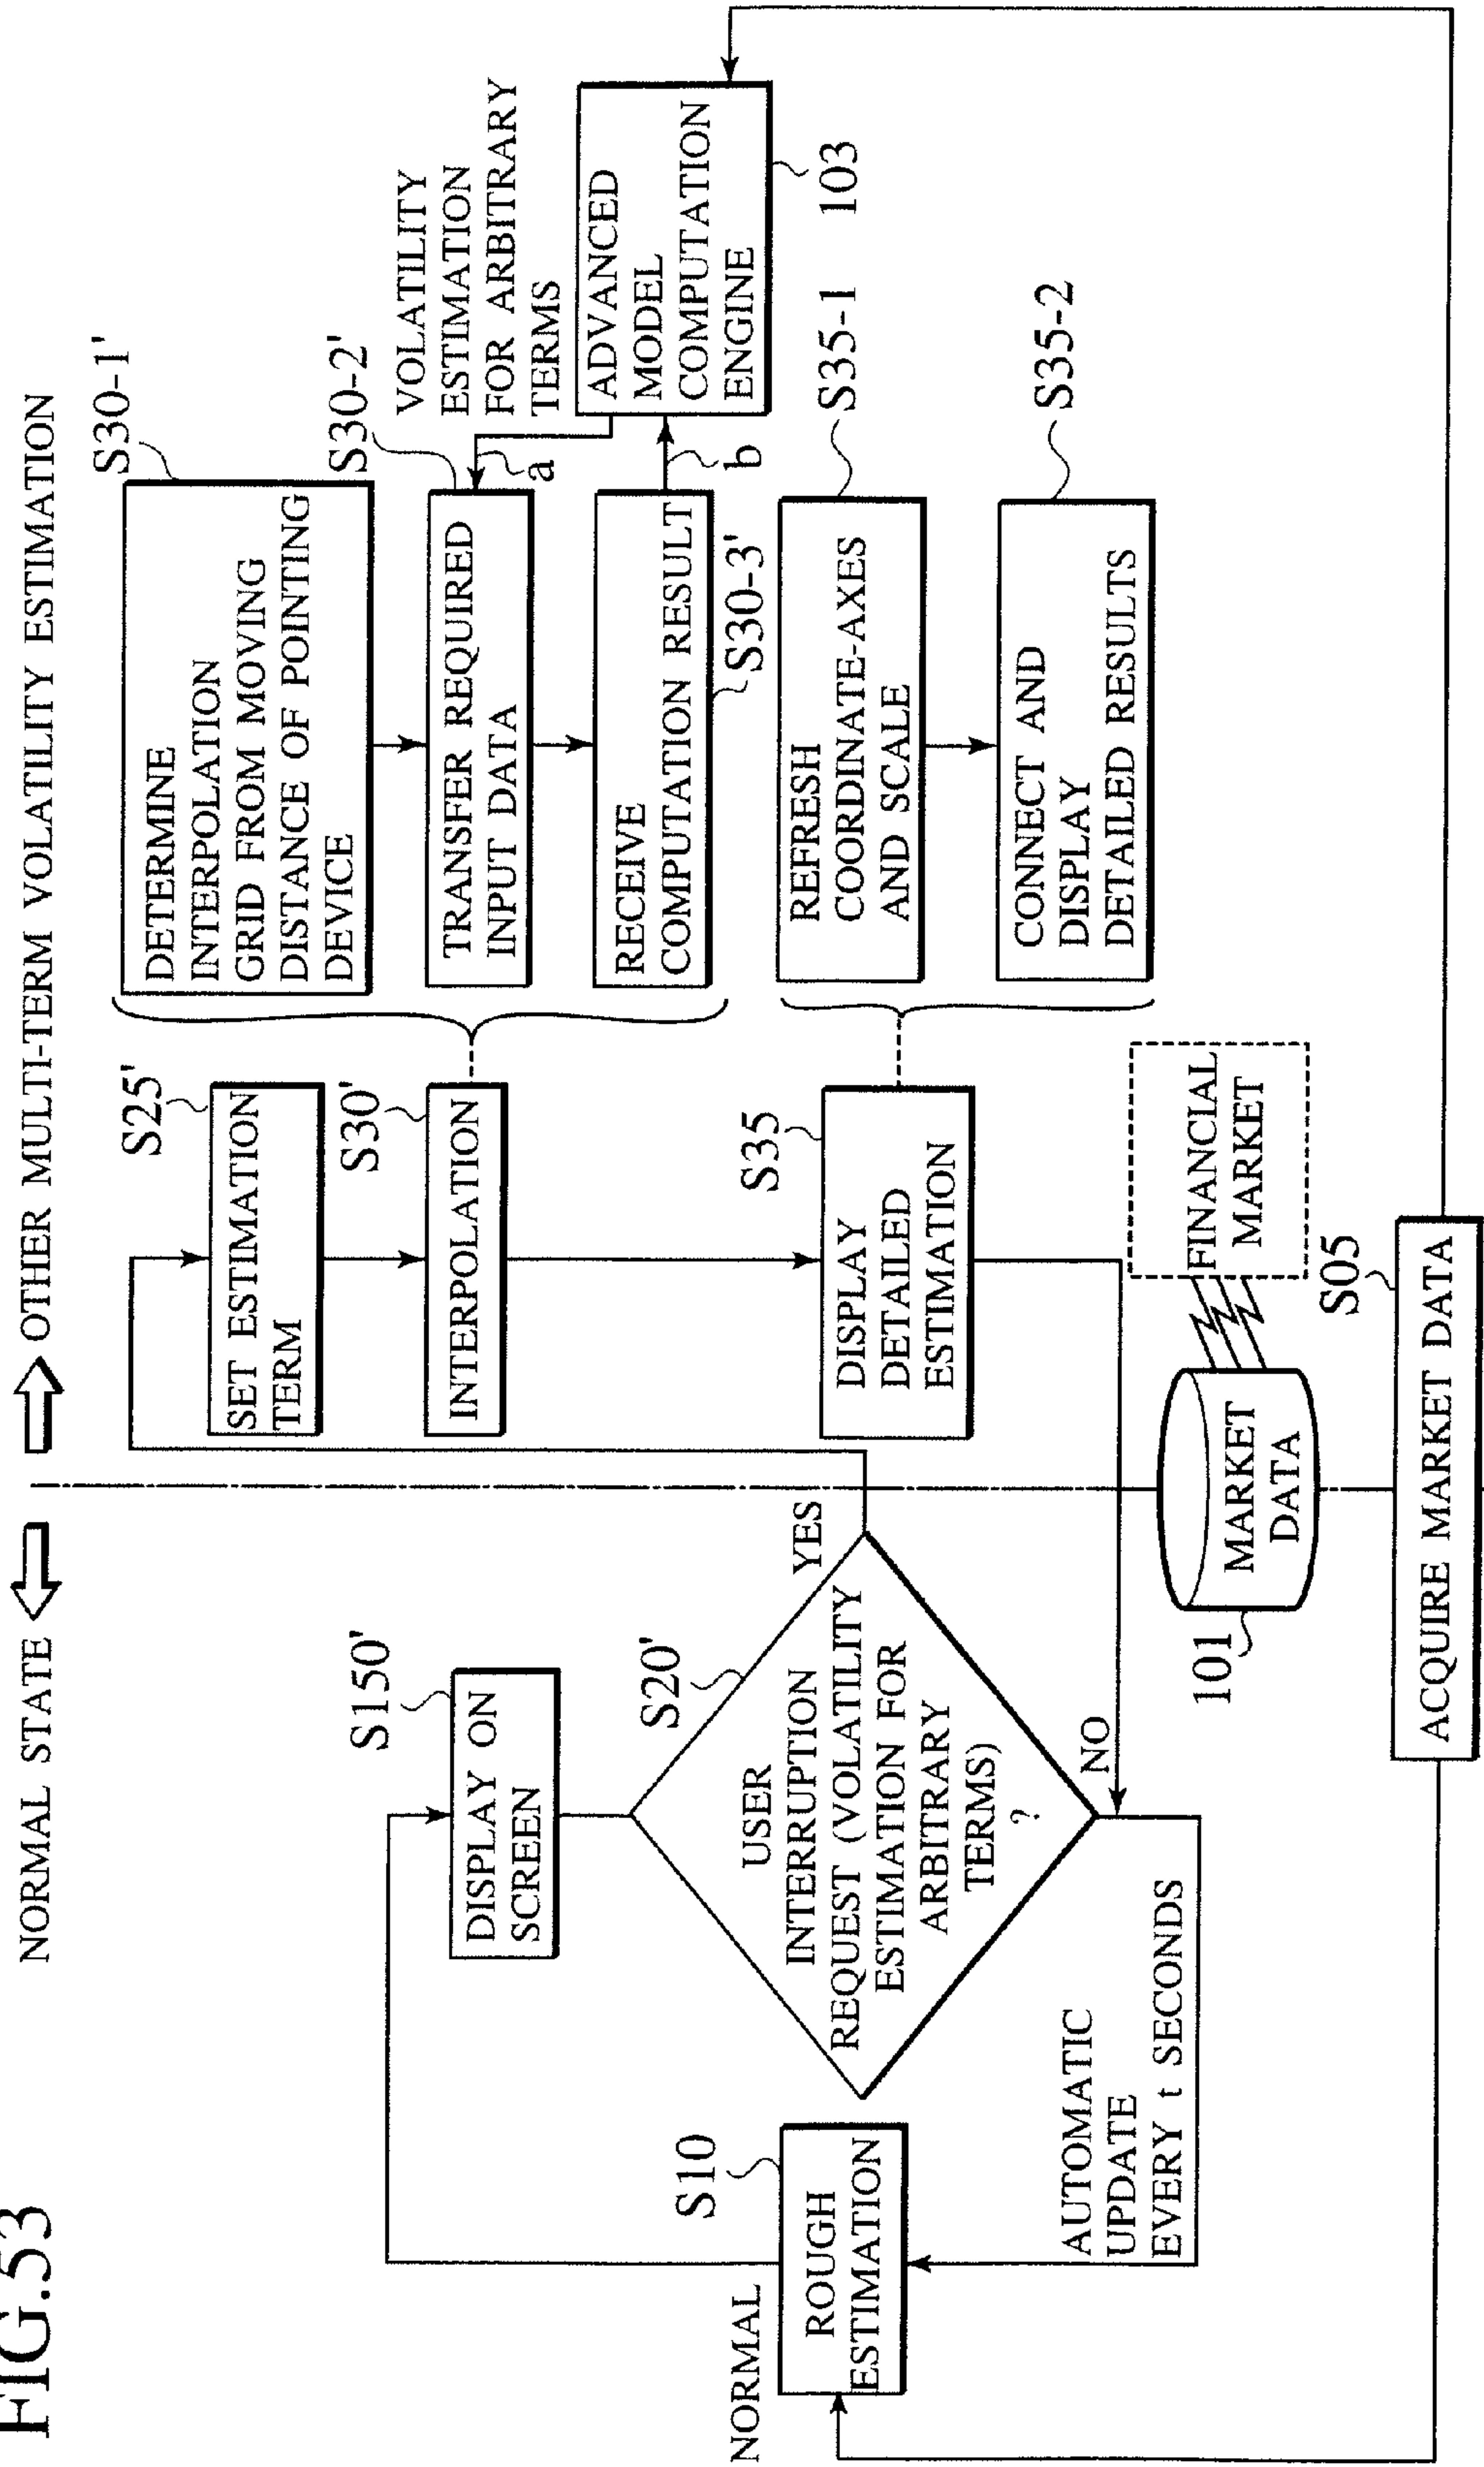 FIG.53
NORMAL STATE
OTHER MULTI-TERM VOLATILITY ESTIMATION
NORMAL
S10
ROUGH
ESTIMATION
S150'
DISPLAY ON
SCREEN
S20'
USER
INTERRUPTION
REQUEST (VOLATILITY
ESTIMATION FOR
ARBITRARY
TERMS)
?
YES
NO
AUTOMATIC
UPDATE
EVERY t SECONDS
S25'
SET ESTIMATION
TERM
S30'
INTERPOLATION
S35
DISPLAY
DETAILED
ESTIMATION
S30-1'
DETERMINE
INTERPOLATION
GRID FROM MOVING
DISTANCE OF POINTING
DEVICE
S30-2'
TRANSFER REQUIRED
INPUT DATA
RECEIVE
COMPUTATION RESULT
S30-3'
a
b
VOLATILITY
ESTIMATION
FOR ARBITRARY
TERMS
ADVANCED
MODEL
COMPUTATION
ENGINE
103
REFRESH
COORDINATE-AXES
AND SCALE
S35-1
CONNECT AND
DISPLAY
DETAILED RESULTS
S35-2
101
MARKET
DATA
FINANCIAL
MARKET
S05
ACQUIRE MARKET DATA